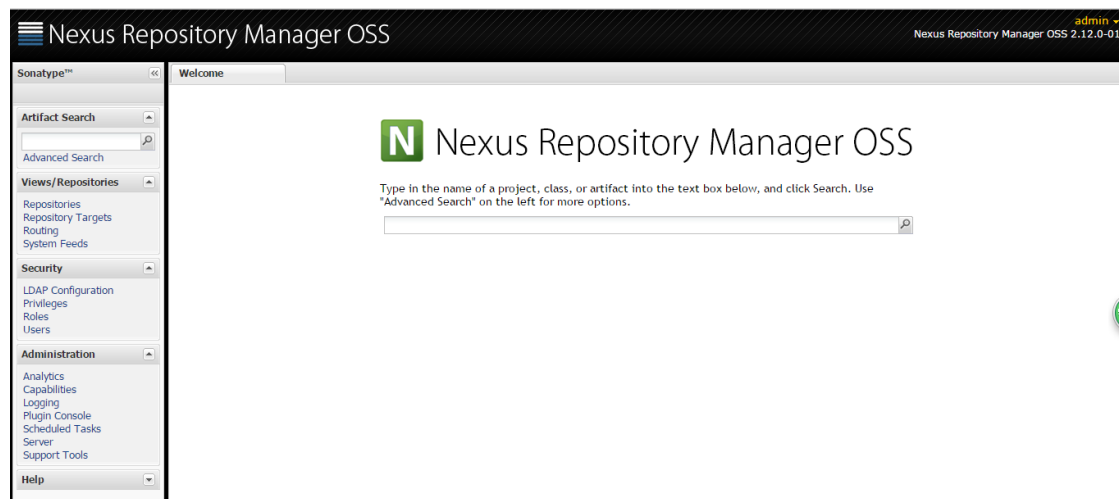 Nexus Repository Manager OSS
admin
Nexus Repository Manager OSS 2.12.0-01
Sonatype™
Welcome
Artifact Search
Advanced Search
Views/Repositories
Repositories
Repository Targets
Routing
System Feeds
Security
LDAP Configuration
Privileges
Roles
Users
Administration
Analytics
Capabilities
Logging
Plugin Console
Scheduled Tasks
Server
Support Tools
Help
N Nexus Repository Manager OSS
Type in the name of a project, class, or artifact into the text box below, and click Search. Use
"Advanced Search" on the left for more options.